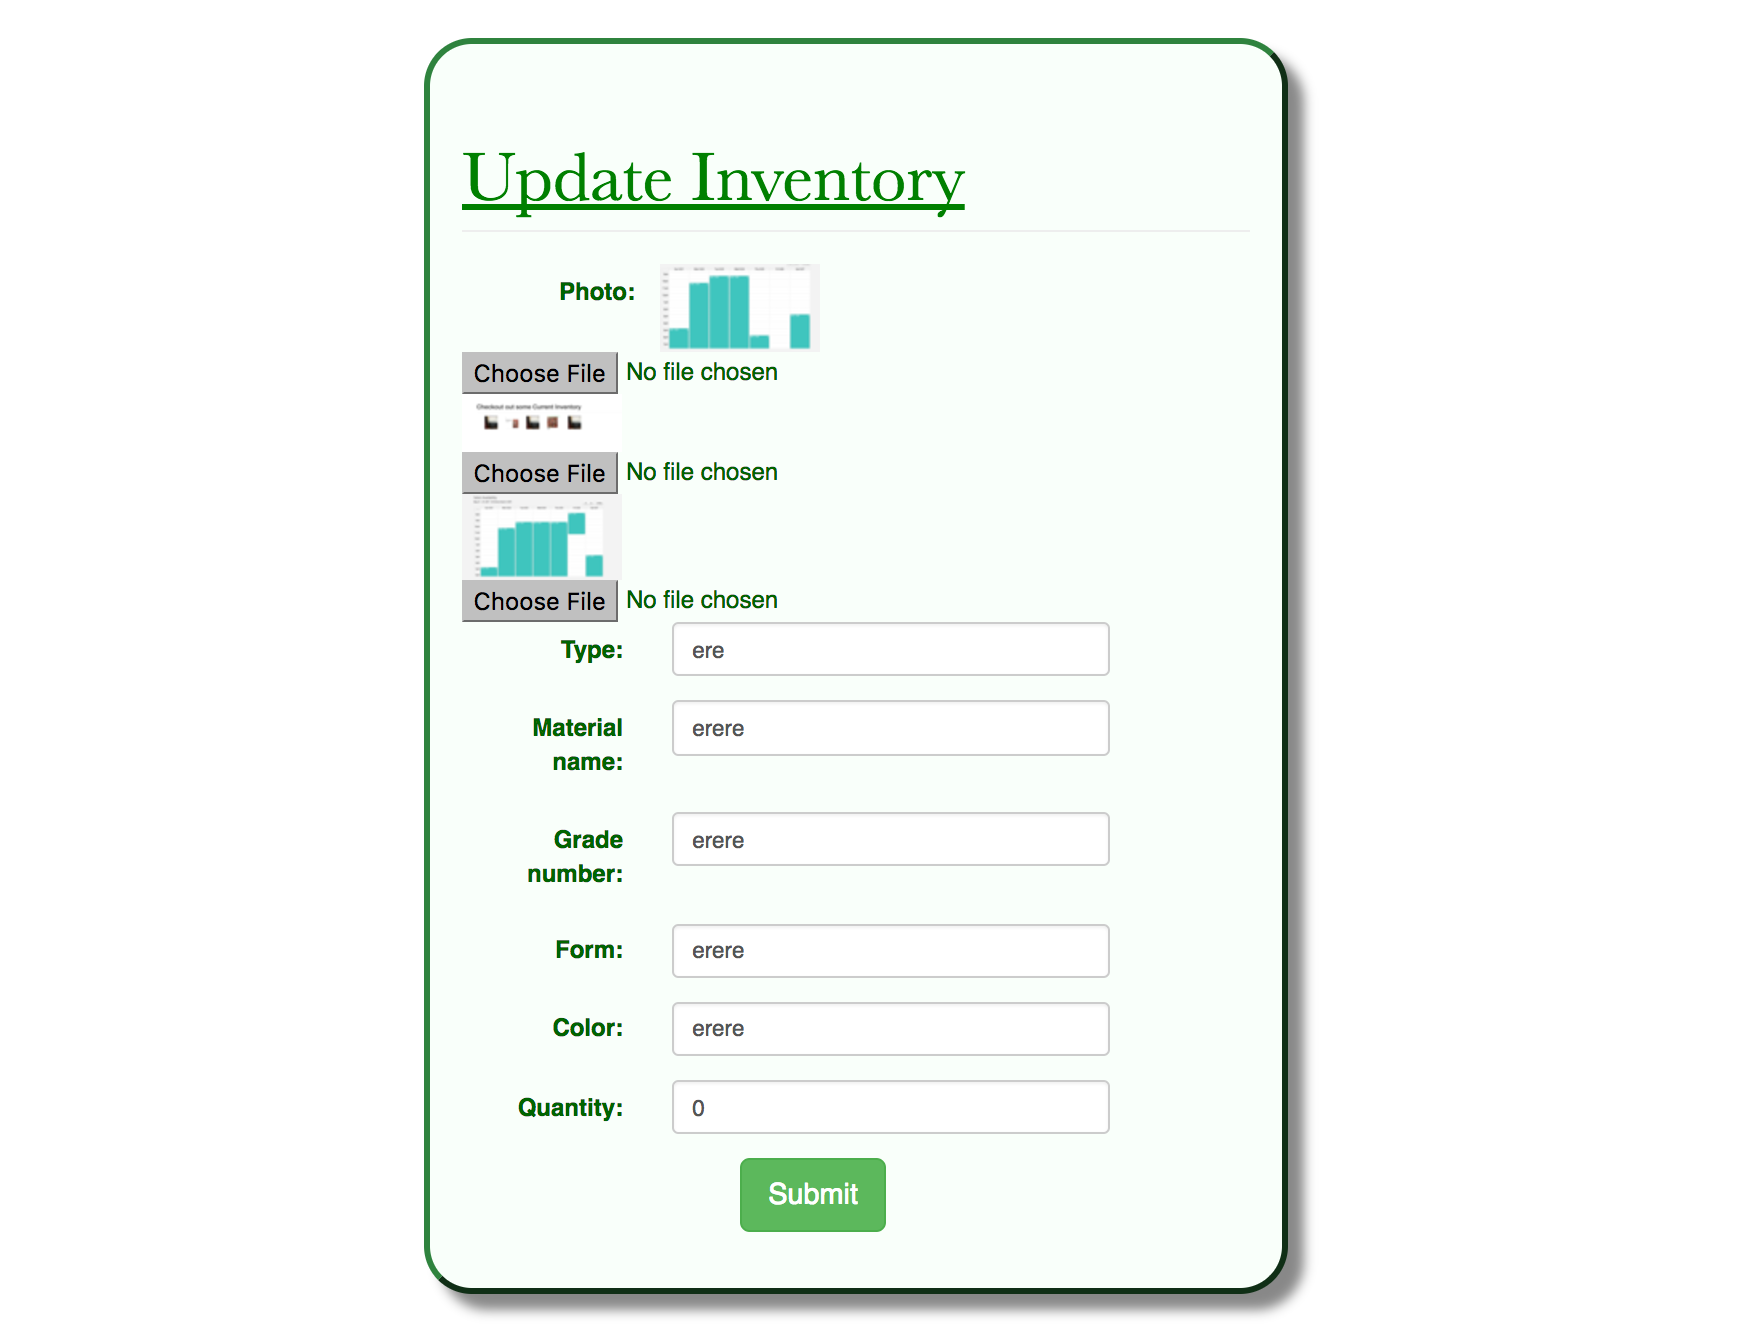 Update Inventory
Photo:
Choose File No file chosen
Checkout out some Current Inventory
Choose File No file chosen
Choose File No file chosen
Type: ere
Material
name:
erere
Grade
number:
erere
Form: erere
Color: erere
Quantity: 0
Submit